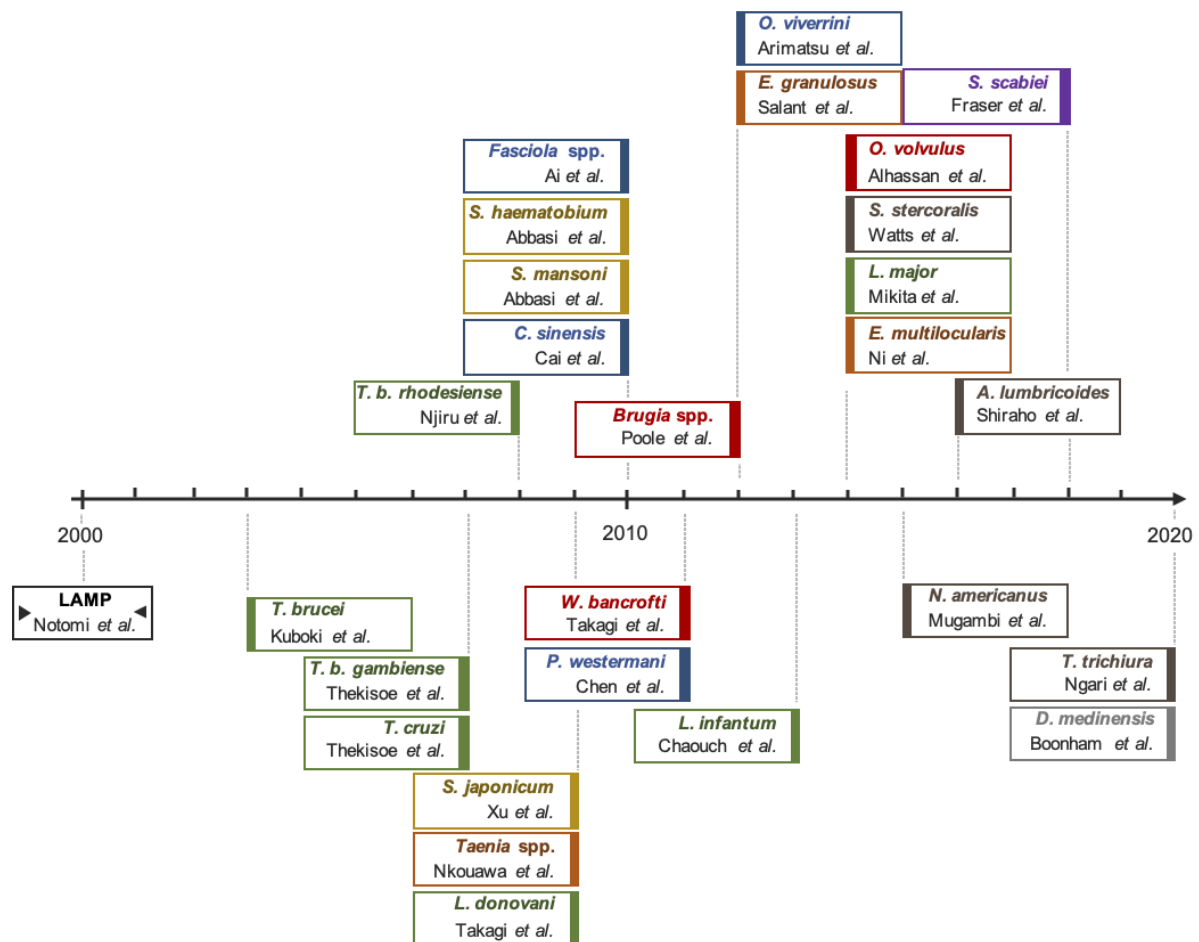 O. viverrini
Arimatsu et al.
E. granulosus
Salant et al.
S. scabiei
Fraser et al.
Fasciola spp.
Ai et al.
O. volvulus
Alhassan et al.
S. haematobium
Abbasi et al.
S. stercoralis
Watts et al.
S. mansoni
Abbasi et al.
L. major
Mikita et al.
C. sinensis
Cai et al.
E. multilocularis
Ni et al.
T. b. rhodesiense
Njiru et al.
Brugia spp.
Poole et al.
A. lumbricoides
Shiraho et al.
2000
2010
2020
LAMP
Notomi et al.
T. brucei
Kuboki et al.
W. bancrofti
Takagi et al.
N. americanus
Mugambi et al.
T. b. gambiense
Thekisoe et al.
P. westermani
Chen et al.
T. trichiura
Ngari et al.
T. cruzi
Thekisoe et al.
L. infantum
Chaouch et al.
D. medinensis
Boonham et al.
S. japonicum
Xu et al.
Taenia spp.
Nkouawa et al.
L. donovani
Takagi et al.